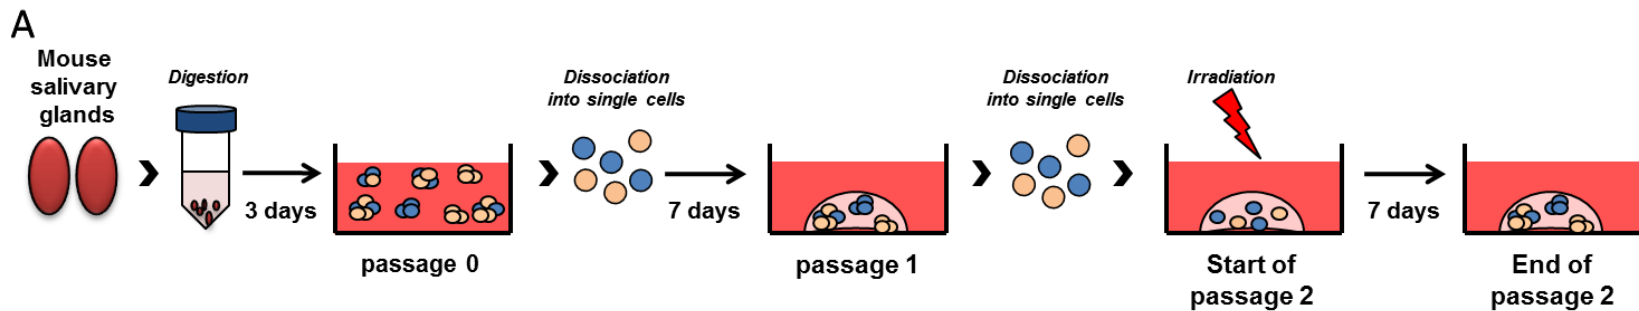 A
Mouse
salivary
glands
Digestion
3 days
passage 0
Dissociation
into single cells
7 days
passage 1
Dissociation
into single cells
Irradiation
Start of
passage 2
7 days
End of
passage 2